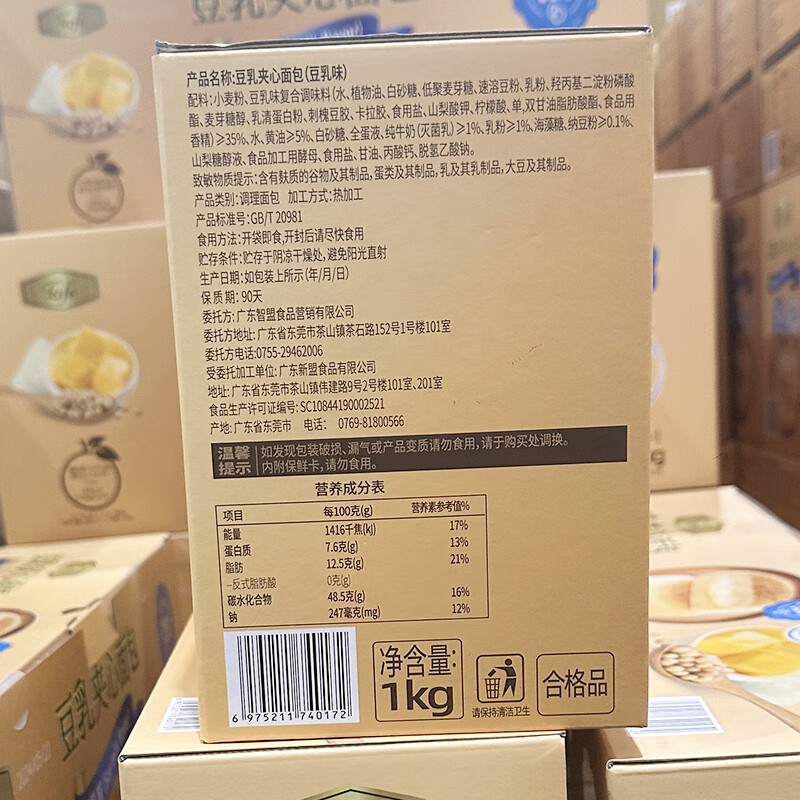 豆乳夹心面包
产品名称:豆乳夹心面包(豆乳味)
配料:小麦粉、豆乳味复合调味料(水、植物油、白砂糖、低聚麦芽糖、速溶豆粉、乳粉、羟丙基二淀粉磷酸
酯、麦芽糖醇、乳清蛋白粉、刺槐豆胶、卡拉胶、食用盐、山梨酸钾、柠檬酸、单,双甘油脂肪酸酯、食品用
香精)≥35%、水、黄油≥5%、白砂糖、全蛋液、纯牛奶(灭菌乳)≥1%、乳粉≥1%、海藻糖、纳豆粉≥0.1%、
山梨糖醇液、食品加工用酵母、食用盐、甘油、丙酸钙、脱氢乙酸钠。
致敏物质提示:含有麸质的谷物及其制品,蛋类及其制品,乳及其乳制品,大豆及其制品。
产品类别:调理面包 加工方式:热加工
产品标准号:GB/T 20981
食用方法:开袋即食,开封后请尽快食用
贮存条件:贮存于阴凉干燥处,避免阳光直射
生产日期:如包装上所示(年/月/日)
保质期:90天
委托方:广东智盟食品营销有限公司
委托方地址:广东省东莞市茶山镇茶石路152号1号楼101室
委托方电话:0755-29462006
受委托加工单位:广东新盟食品有限公司
地址:广东省东莞市茶山镇伟建路9号2号楼101室、201室
食品生产许可证编号:SC10844190002521
产地:广东省东莞市 电话: 0769-81800566
温馨提示 如发现包装破损、漏气或产品变质请勿食用,请于购买处调换。
内附保鲜卡,请勿食用。
营养成分表
项目 每100克(g) 营养素参考值%
能量 1416千焦(kJ) 17%
蛋白质 7.6克(g) 13%
脂肪 12.5克(g) 21%
–反式脂肪酸 0克(g)
碳水化合物 48.5克(g) 16%
钠 247毫克(mg) 12%
6 975211 740172
净含量:
1kg
请保持清洁卫生
合格品
豆乳夹心面包